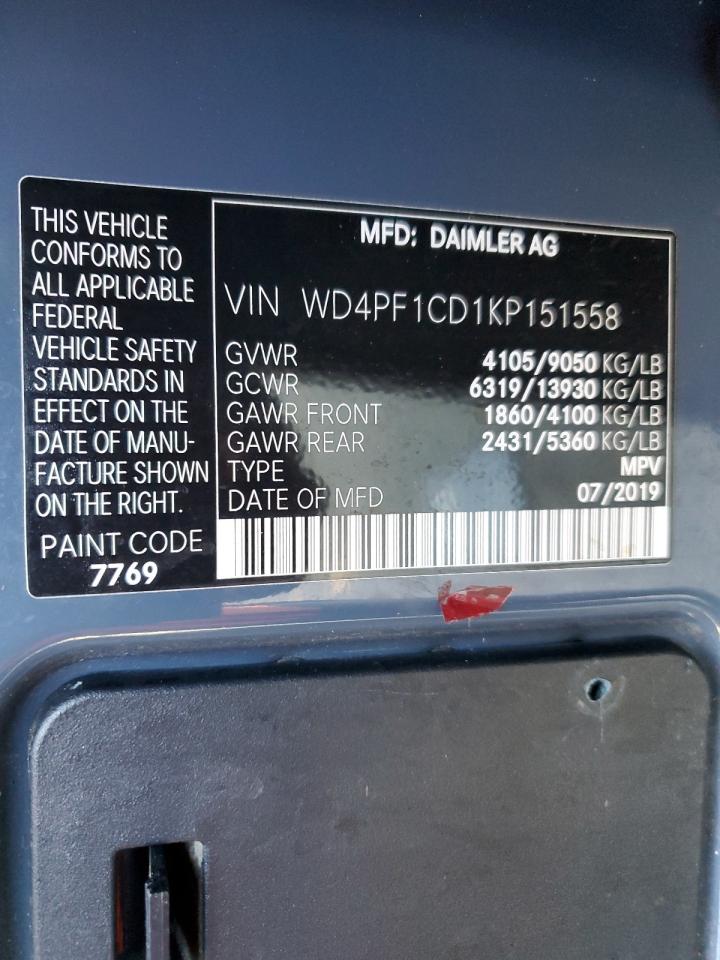 THIS VEHICLE
CONFORMS TO
ALL APPLICABLE
FEDERAL
VEHICLE SAFETY
STANDARDS IN
EFFECT ON THE
DATE OF MANU-
FACTURE SHOWN
ON THE RIGHT.
PAINT CODE
7769
MFD: DAIMLER AG
VIN WD4PF1CD1KP151558
GVWR 4105/9050 KG/LB
GCWR 6319/13930 KG/LB
GAWR FRONT 1860/4100 KG/LB
GAWR REAR 2431/5360 KG/LB
TYPE MPV
DATE OF MFD 07/2019